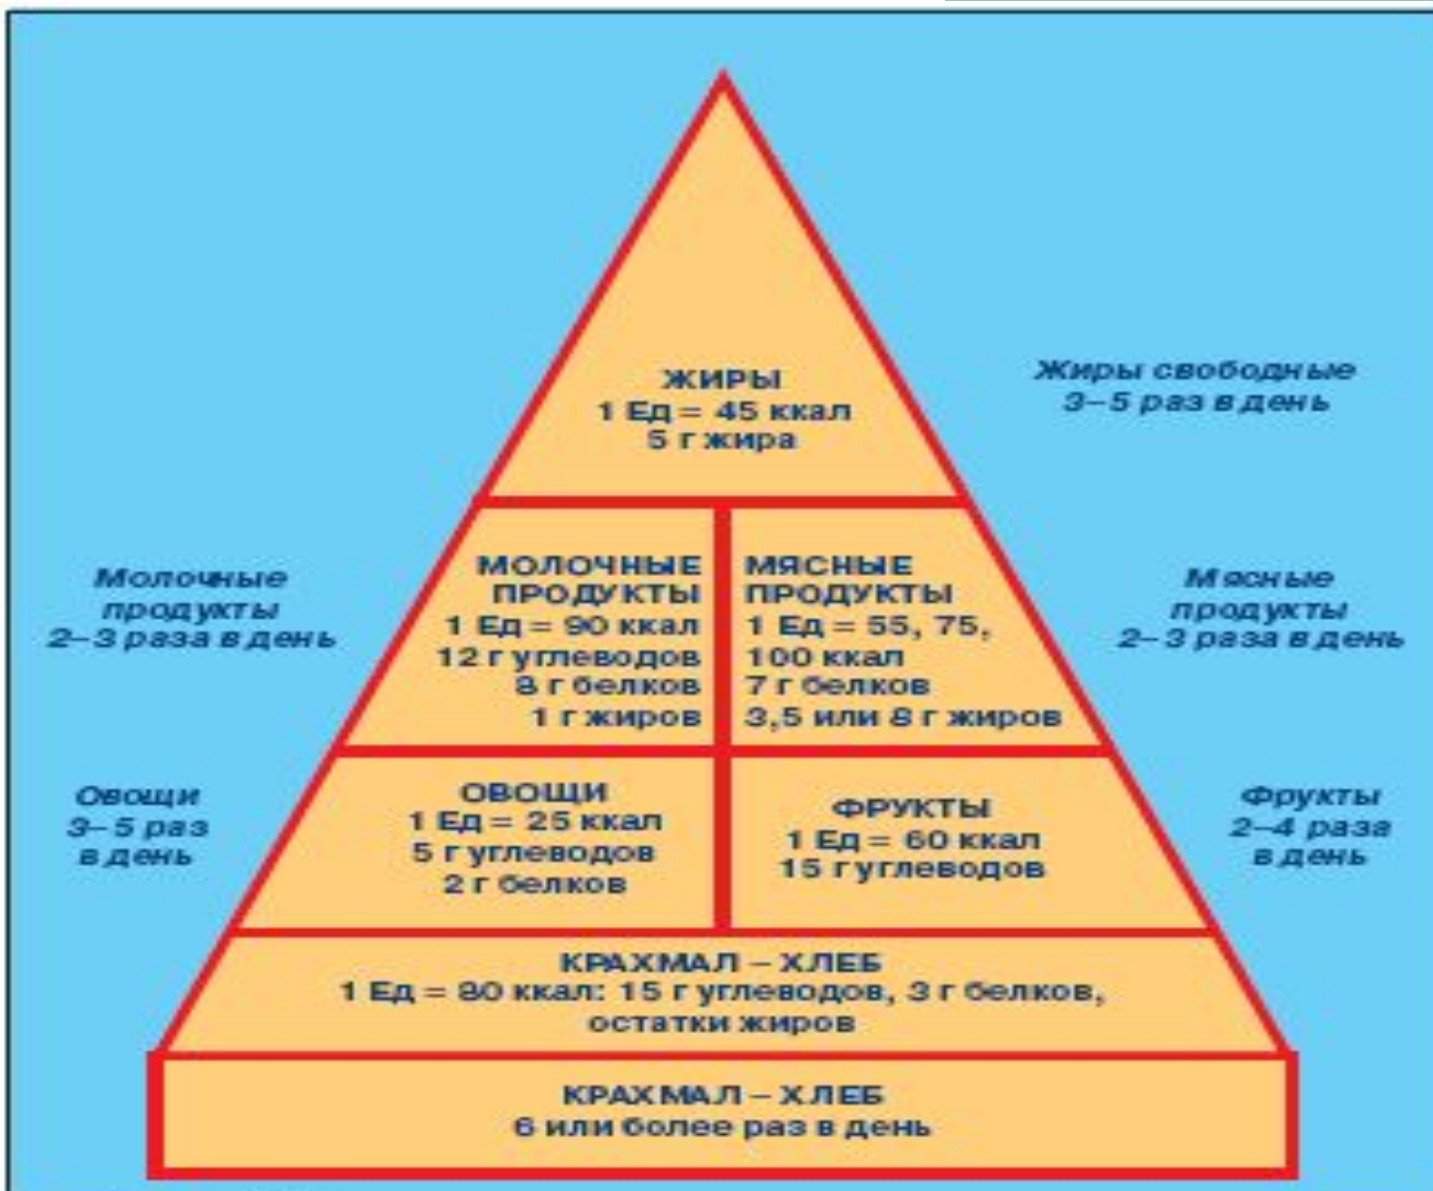 ЖИРЫ
1 Ед = 45 ккал
5 г жира
Жиры свободные
3–5 раз в день
Молочные
продукты
2–3 раза в день
МОЛОЧНЫЕ
ПРОДУКТЫ
1 Ед = 90 ккал
12 г углеводов
8 г белков
1 г жиров
МЯСНЫЕ
ПРОДУКТЫ
1 Ед = 55, 75,
100 ккал
7 г белков
3,5 или 8 г жиров
Мясные
продукты
2–3 раза в день
Овощи
3–5 раз
в день
ОВОЩИ
1 Ед = 25 ккал
5 г углеводов
2 г белков
ФРУКТЫ
1 Ед = 60 ккал
15 г углеводов
Фрукты
2–4 раза
в день
КРАХМАЛ – ХЛЕБ
1 Ед = 80 ккал: 15 г углеводов, 3 г белков,
остатки жиров
КРАХМАЛ – ХЛЕБ
6 или более раз в день